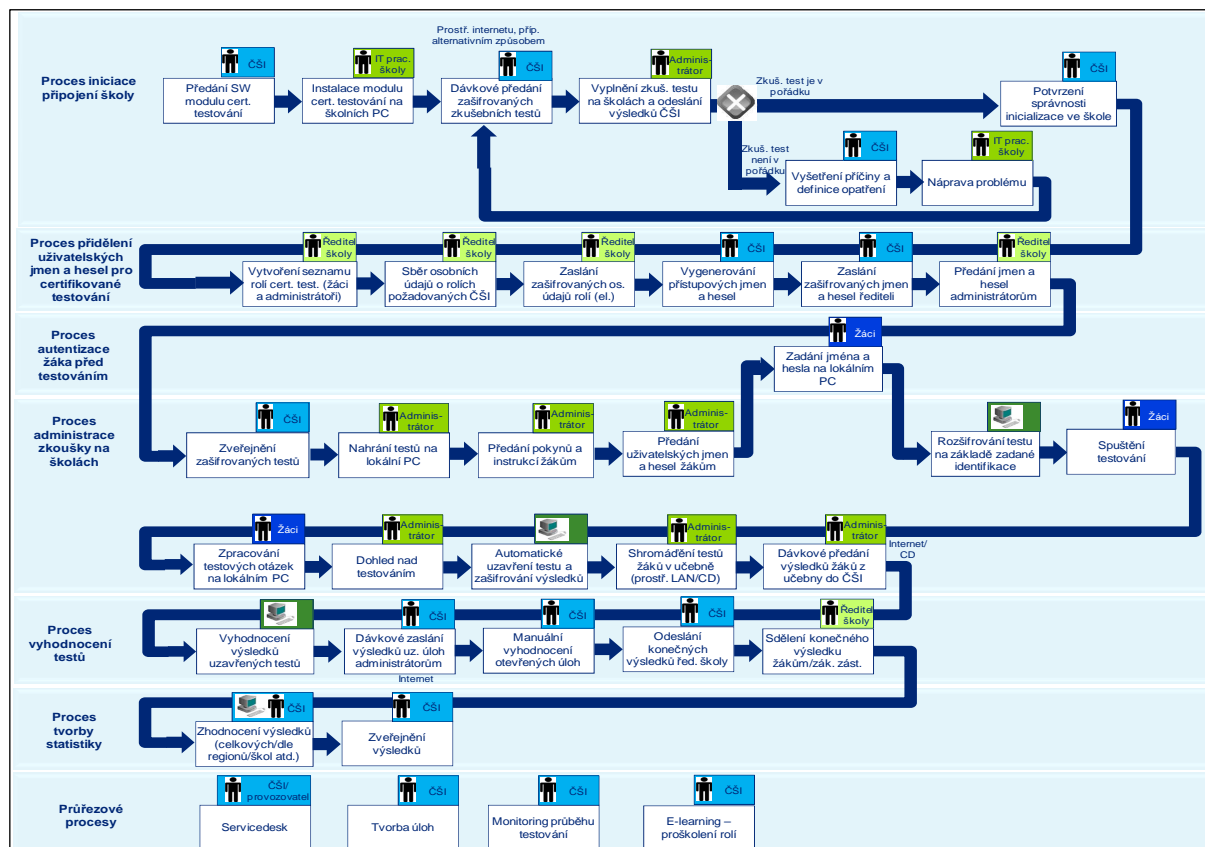 Prostř. internetu, příp.
alternativním způsobem
Proces iniciace
připojení školy
ČŠI
Předání SW
modulu cert.
testování
IT prac.
školy
Instalace modulu
cert. testování na
školních PC
ČŠI
Dávkové předání
zašifrovaných
zkušebních testů
Adminis-
trátor
Vyplnění zkuš. testu
na školách a odeslání
výsledků ČŠI
Zkuš. test je v
pořádku
ČŠI
Potvrzení
správnosti
inicializace ve škole
Zkuš. test
není v
pořádku
ČŠI
Vyšetření příčiny a
definice opatření
IT prac.
školy
Náprava problému
Proces přidělení
uživatelských
jmen a hesel pro
certifikované
testování
Ředitel
školy
Vytvoření seznamu
rolí cert. test. (žáci
a administrátoři)
Ředitel
školy
Sběr osobních
údajů o rolích
požadovaných ČŠI
Ředitel
školy
Zaslání
zašifrovaných os.
údajů rolí (el.)
ČŠI
Vygenerování
přístupových jmen
a hesel
ČŠI
Zaslání
zašifrovaných jmen
a hesel řediteli
Ředitel
školy
Předání jmen a
hesel
administrátorům
Proces
autentizace
žáka před
testováním
Žáci
Zadání jména a
hesla na lokálním
PC
Proces
administrace
zkoušky na
školách
ČŠI
Zveřejnění
zašifrovaných testů
Adminis-
trátor
Nahrání testů na
lokální PC
Adminis-
trátor
Předání pokynů a
instrukcí žákům
Adminis-
trátor
Předání
uživatelských jmen
a hesel žákům
Rozšifrování testu
na základě zadané
identifikace
Žáci
Spuštění
testování
Žáci
Zpracování
testových otázek
na lokálním PC
Adminis-
trátor
Dohled nad
testováním
Automatické
uzavření testu a
zašifrování výsledků
Adminis-
trátor
Shromáždění testů
žáků v učebně
(prostř. LAN/CD)
Adminis-
trátor
Dávkové předání
výsledků žáků z
učebny do ČŠI
Internet/
CD
Proces
vyhodnocení
testů
Vyhodnocení
výsledků
uzavřených testů
ČŠI
Dávkové zaslání
výsledků uz. úloh
administrátorům
Internet
ČŠI
Manuální
vyhodnocení
otevřených úloh
ČŠI
Odeslání
konečných
výsledků řed. školy
Ředitel
školy
Sdělení konečného
výsledku
žákům/zák. zást.
Proces
tvorby
statistiky
ČŠI
Zhodnocení výsledků
(celkových/dle
regionů/škol atd.)
ČŠI
Zveřejnění
výsledků
Průřezové
procesy
ČŠI/
provozovatel
Servicedesk
ČŠI
Tvorba úloh
ČŠI
Monitoring průběhu
testování
ČŠI
E-learning –
proškolení rolí